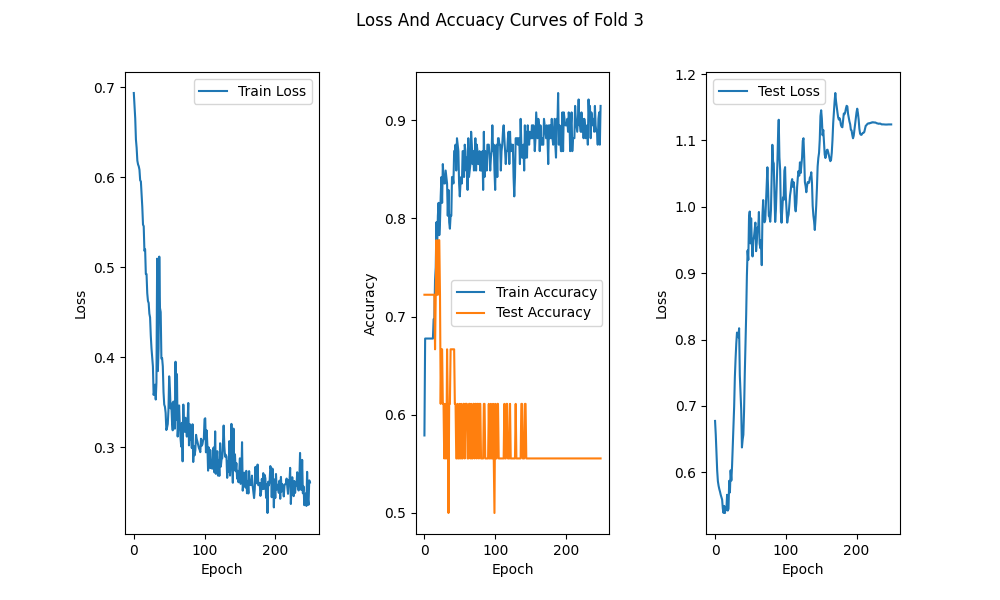 Loss And Accuacy Curves of Fold 3
Train Loss
0.7
0.6
0.5
0.4
0.3
Loss
0
100
200
Epoch
Train Accuracy
Test Accuracy
0.9
0.8
0.7
0.6
0.5
Accuracy
0
100
200
Epoch
Test Loss
1.2
1.1
1.0
0.9
0.8
0.7
0.6
Loss
0
100
200
Epoch